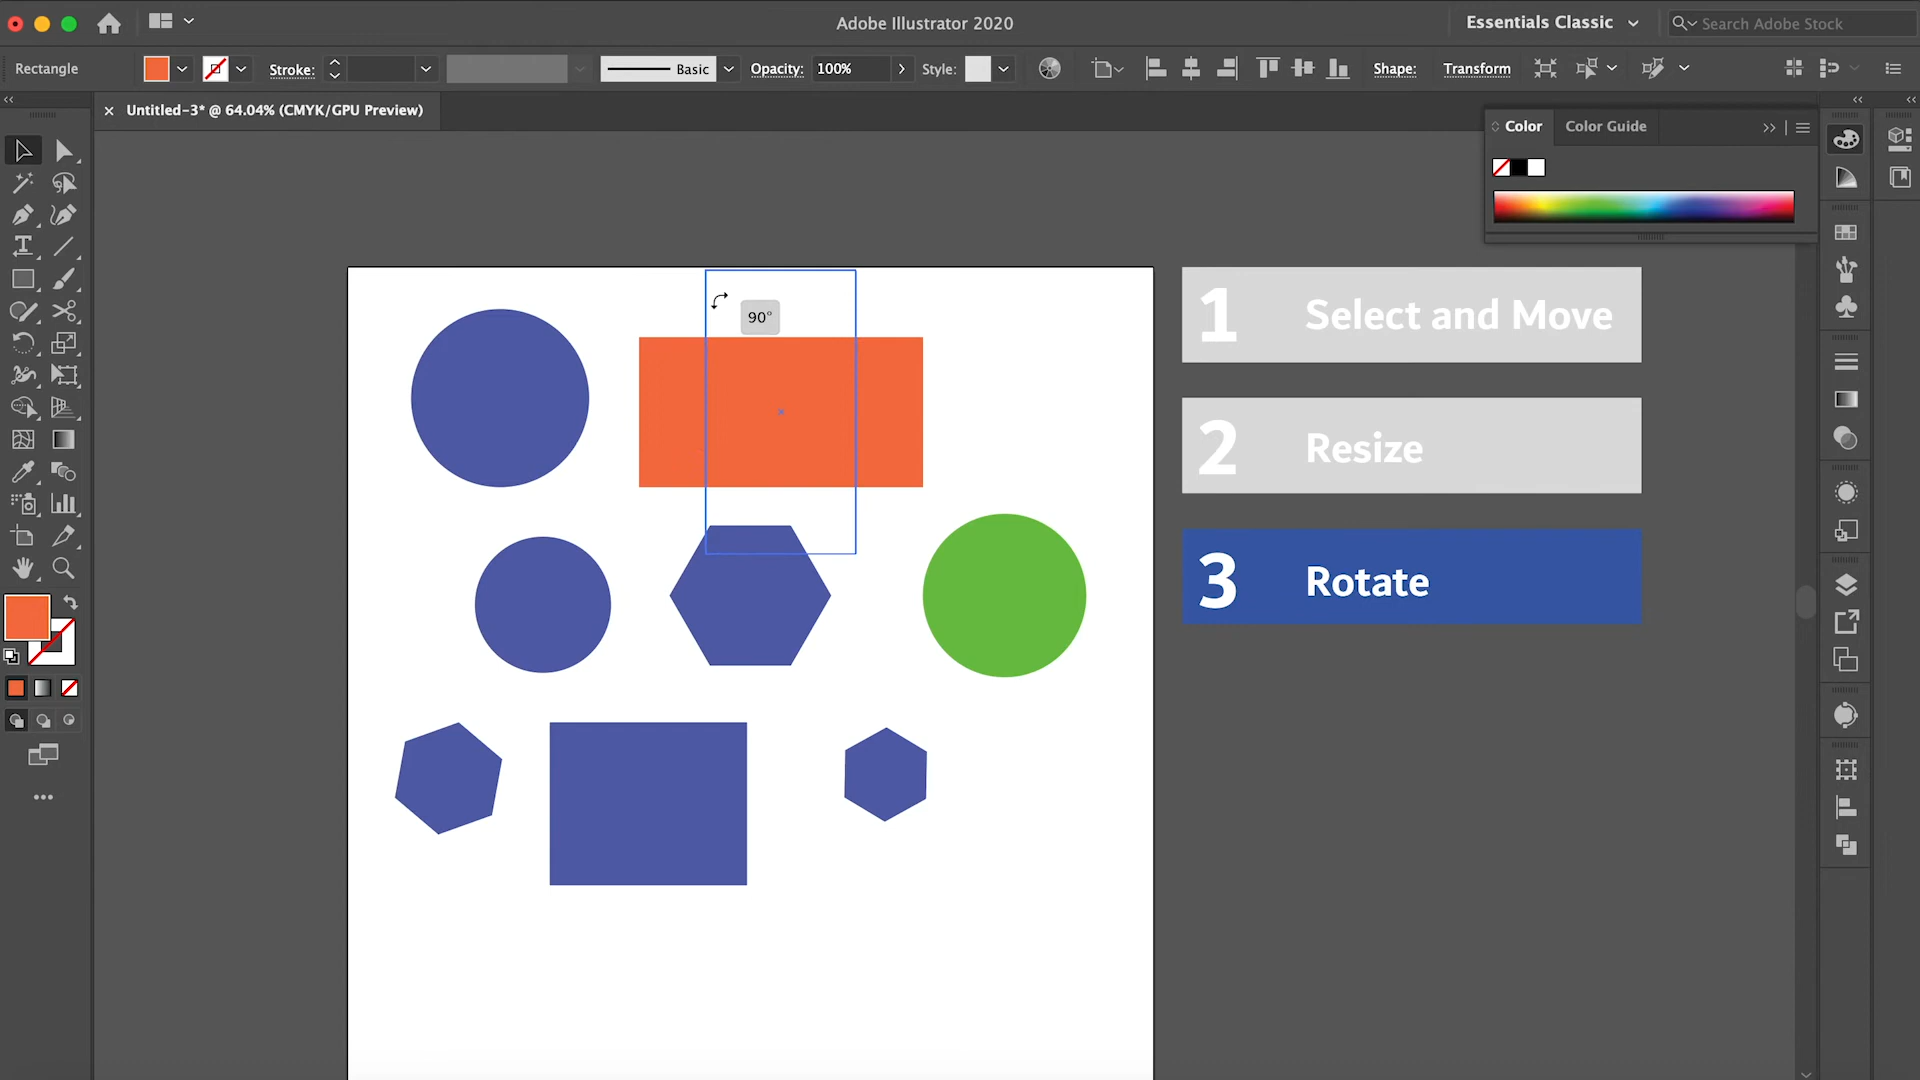 Adobe Illustrator 2020
Essentials Classic
Search Adobe Stock
Rectangle
Stroke:
Basic
Opacity:
100%
Style:
Shape:
Transform
Untitled-3* @ 64.04% (CMYK/GPU Preview)
Color
Color Guide
90°
1 Select and Move
2 Resize
3 Rotate